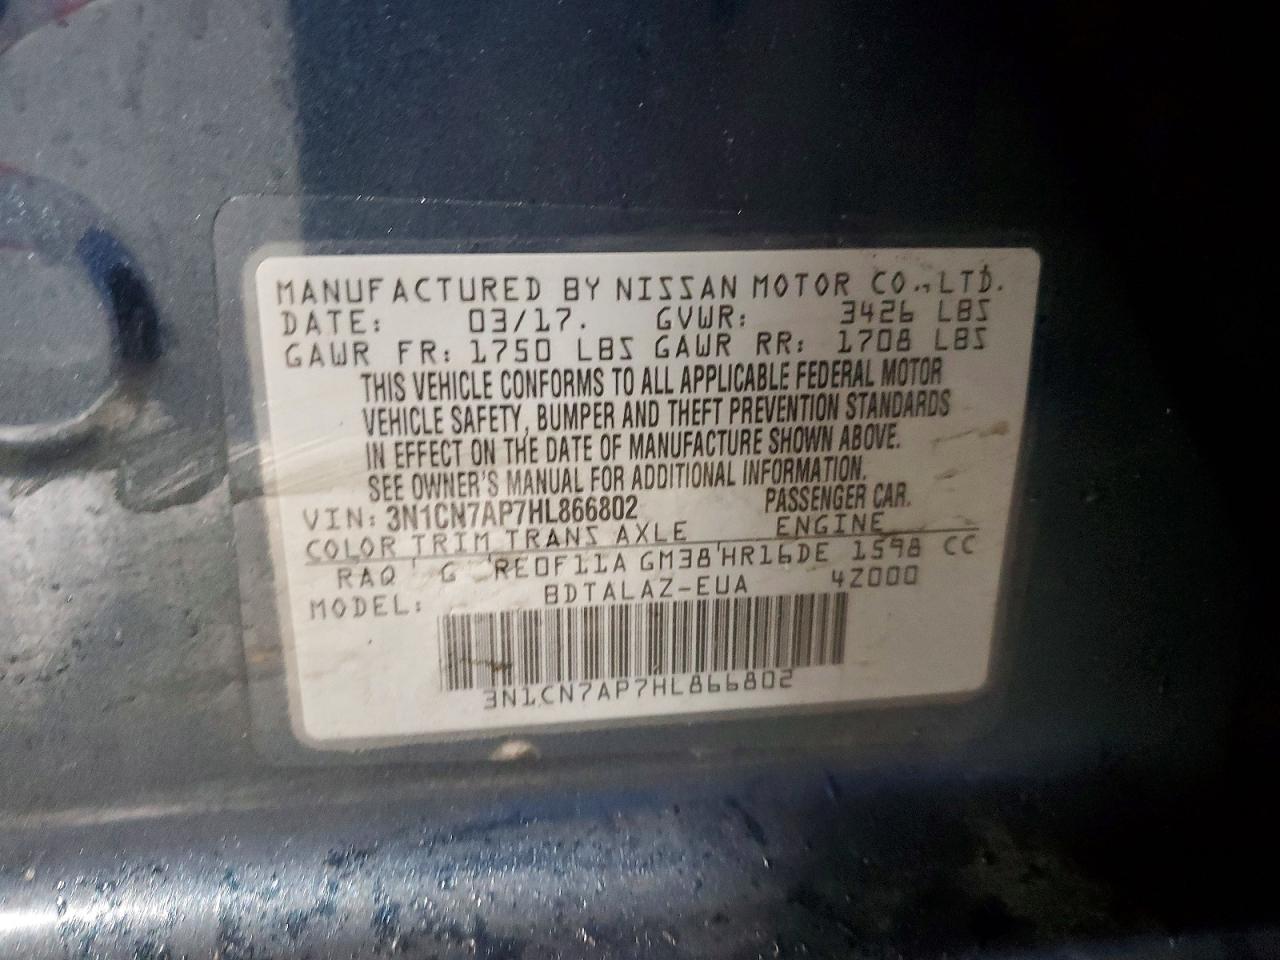 MANUFACTURED BY NISSAN MOTOR CO., LTD.
DATE: 03/17. GVWR: 3426 LBS
GAWR FR: 1750 LBS GAWR RR: 1708 LBS
THIS VEHICLE CONFORMS TO ALL APPLICABLE FEDERAL MOTOR
VEHICLE SAFETY, BUMPER AND THEFT PREVENTION STANDARDS
IN EFFECT ON THE DATE OF MANUFACTURE SHOWN ABOVE.
SEE OWNER'S MANUAL FOR ADDITIONAL INFORMATION.
VIN: 3N1CN7AP7HL866802 PASSENGER CAR.
COLOR TRIM TRANS AXLE ENGINE
RAQ G RE0F11A GM38 HR16DE 1598 CC
MODEL: BDTALAZ-EUA 4Z000
3N1CN7AP7HL866802